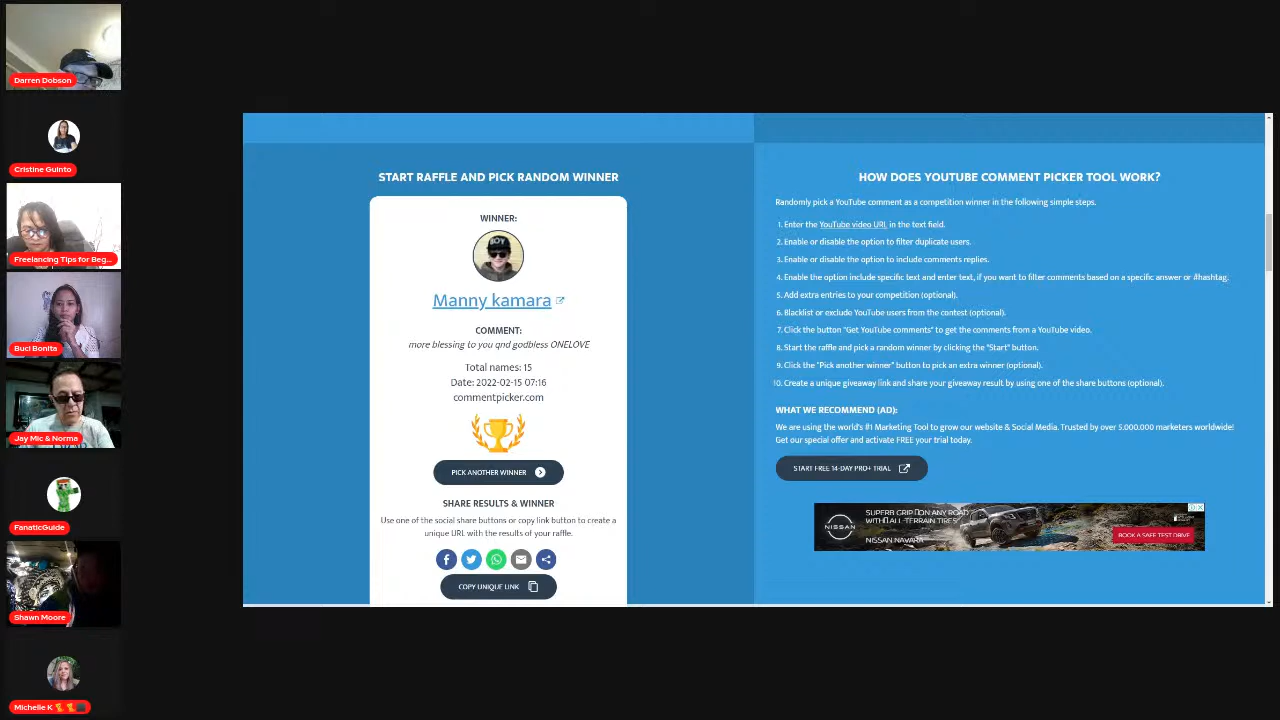 Darren Dobson
Cristine Guinto
Freelancing Tips for Beg...
Buci Bonita
Jay Mic & Norma
FanaticGuide
Shawn Moore
Michelle K
START RAFFLE AND PICK RANDOM WINNER
WINNER:
BOY
Manny kamara
COMMENT:
more blessing to you qnd godbless ONELOVE
Total names: 15
Date: 2022-02-15 07:16
commentpicker.com
PICK ANOTHER WINNER
SHARE RESULTS & WINNER
Use one of the social share buttons or copy link button to create a
unique URL with the results of your raffle.
COPY UNIQUE LINK
HOW DOES YOUTUBE COMMENT PICKER TOOL WORK?
Randomly pick a YouTube comment as a competition winner in the following simple steps.
1. Enter the YouTube video URL in the text field.
2. Enable or disable the option to filter duplicate users.
3. Enable or disable the option to include comments replies.
4. Enable the option include specific text and enter text, if you want to filter comments based on a specific answer or #hashtag.
5. Add extra entries to your competition (optional).
6. Blacklist or exclude YouTube users from the contest (optional).
7. Click the button "Get YouTube comments" to get the comments from a YouTube video.
8. Start the raffle and pick a random winner by clicking the "Start" button.
9. Click the "Pick another winner" button to pick an extra winner (optional).
10. Create a unique giveaway link and share your giveaway result by using one of the share buttons (optional).
WHAT WE RECOMMEND (AD):
We are using the world's #1 Marketing Tool to grow our website & Social Media. Trusted by over 5.000.000 marketers worldwide!
Get our special offer and activate FREE your trial today.
START FREE 14-DAY PRO+ TRIAL
NISSAN
SUPERB GRIP ON ANY ROAD
WITH ALL-TERRAIN TIRES
NISSAN NAVARA
BOOK A SAFE TEST DRIVE